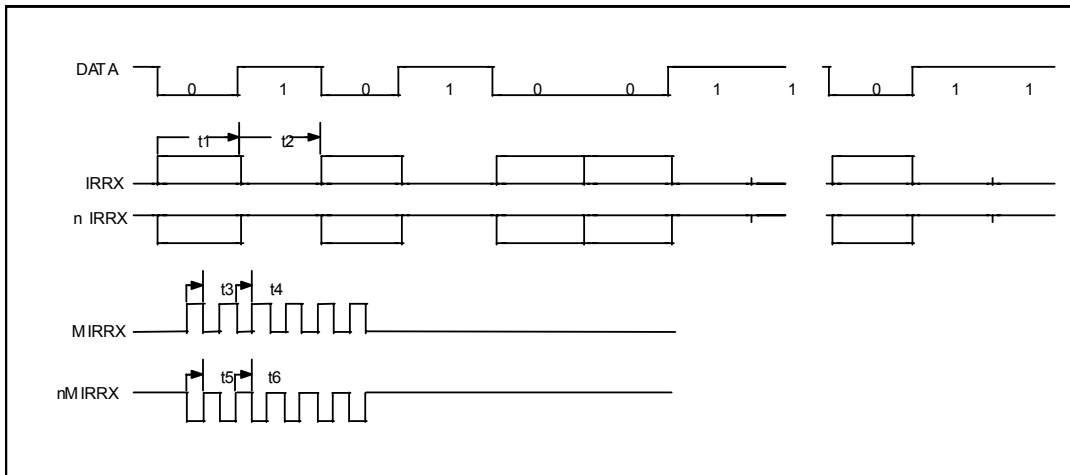 DATA
0 1 0 1 0 0 1 1 0 1 1
t1 t2
IRRX
n IRRX
t3 t4
MIRRX
t5 t6
nMIRRX